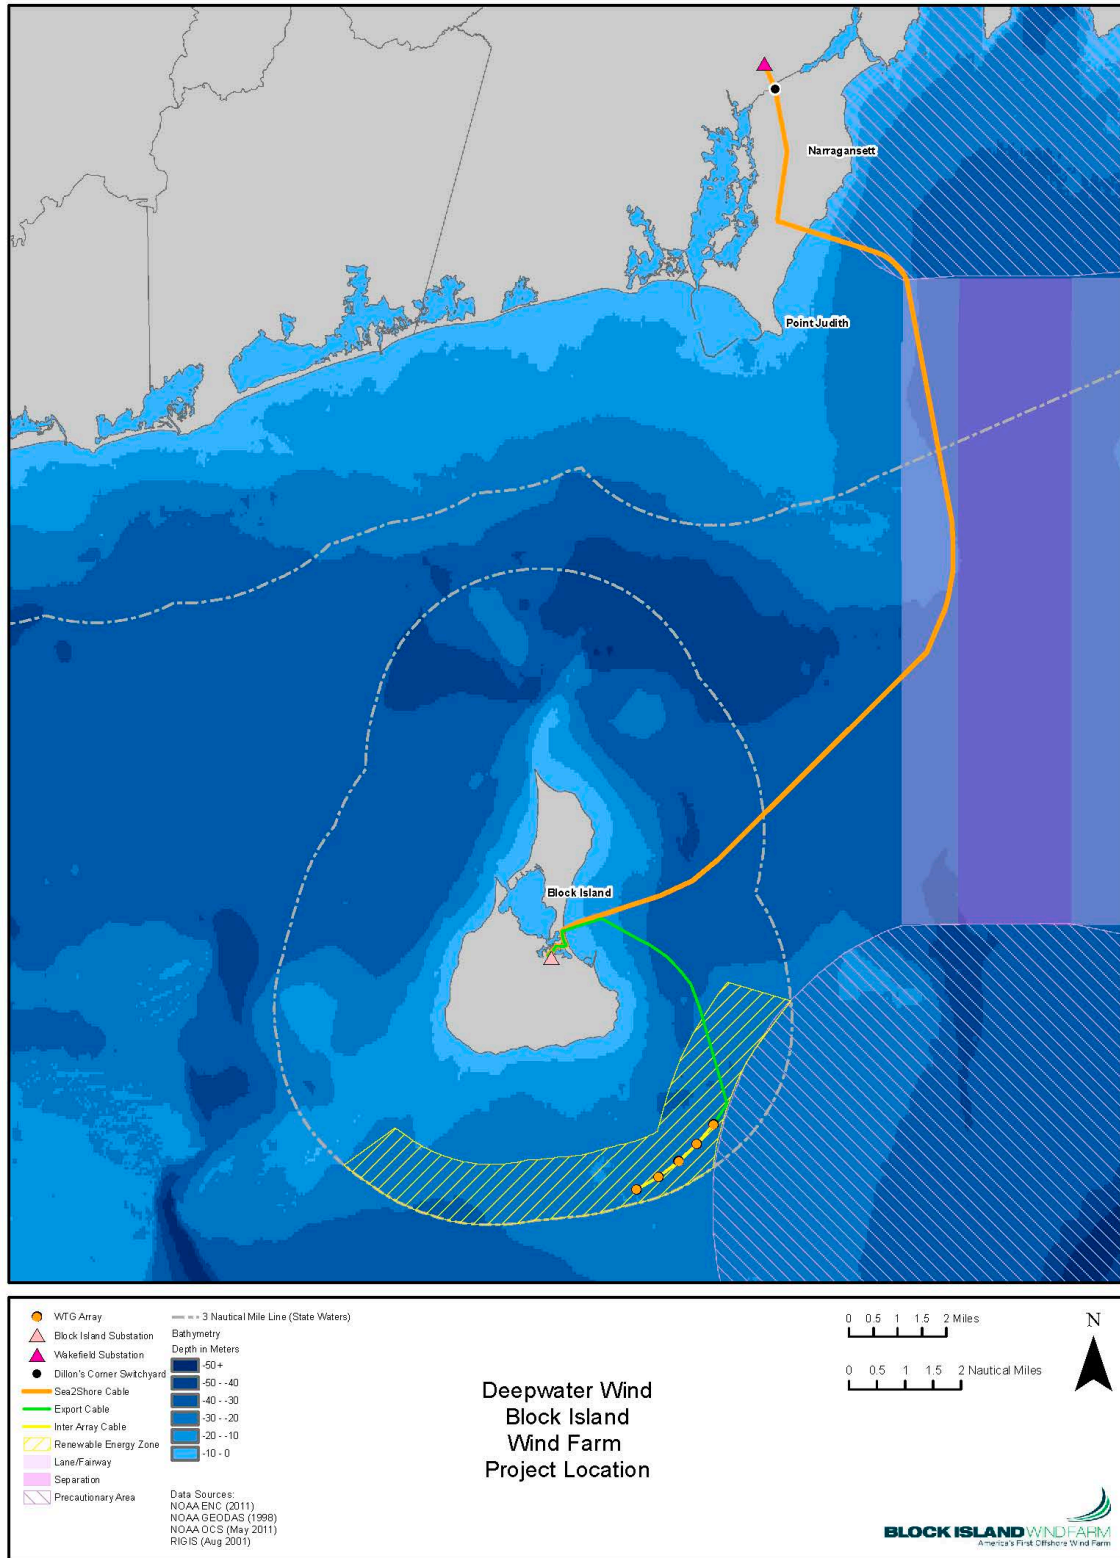 Narragansett
Point Judith
Block Island
WTG Array
Block Island Substation
Wakefield Substation
Dillon's Corner Switchyard
Sea2Shore Cable
Export Cable
Inter Array Cable
Renewable Energy Zone
Lane/Fairway
Separation
Precautionary Area
3 Nautical Mile Line (State Waters)
Bathymetry
Depth in Meters
-50 +
-50 - -40
-40 - -30
-30 - -20
-20 - -10
-10 - 0
Data Sources:
NOAA ENC (2011)
NOAA GEODAS (1998)
NOAA OCS (May 2011)
RIGIS (Aug 2001)
Deepwater Wind
Block Island
Wind Farm
Project Location
0 0.5 1 1.5 2 Miles
0 0.5 1 1.5 2 Nautical Miles
N
BLOCK ISLAND WIND FARM
America's First Offshore Wind Farm